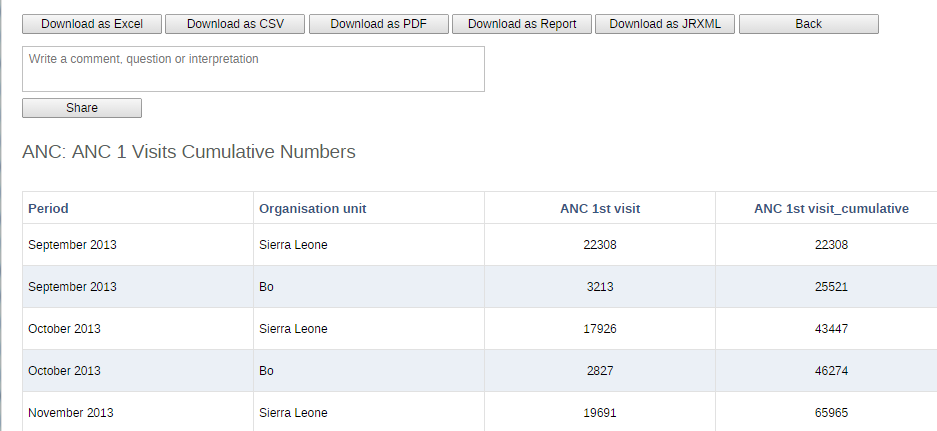 Download as Excel Download as CSV Download as PDF Download as Report Download as JRXML Back
Write a comment, question or interpretation
Share
ANC: ANC 1 Visits Cumulative Numbers
Period Organisation unit ANC 1st visit ANC 1st visit_cumulative
September 2013 Sierra Leone 22308 22308
September 2013 Bo 3213 25521
October 2013 Sierra Leone 17926 43447
October 2013 Bo 2827 46274
November 2013 Sierra Leone 19691 65965